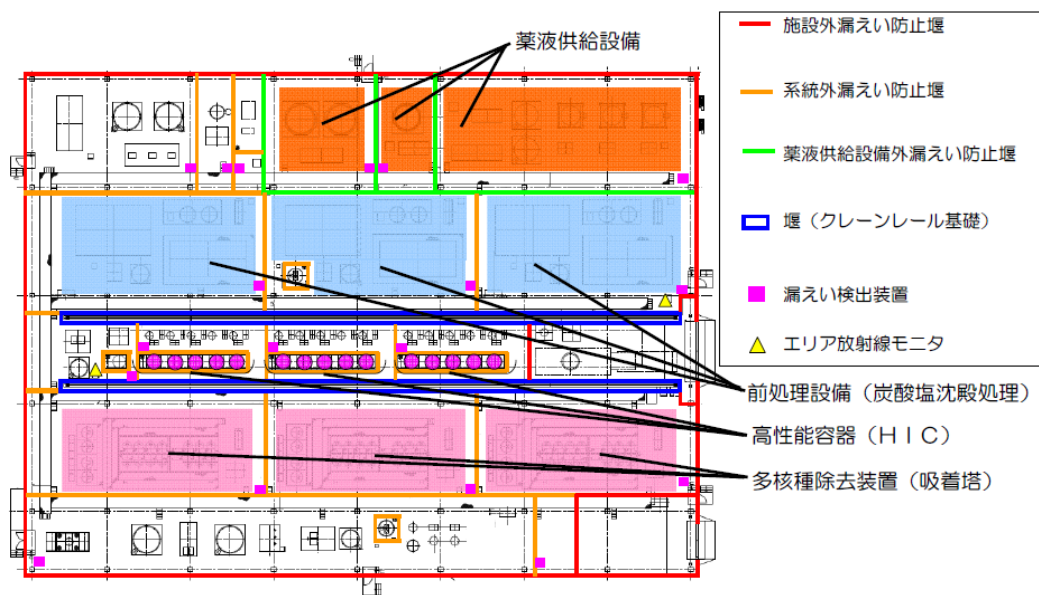 薬液供給設備
施設外漏えい防止堰
系統外漏えい防止堰
薬液供給設備外漏えい防止堰
堰（クレーンレール基礎）
漏えい検出装置
エリア放射線モニタ
前処理設備（炭酸塩沈殿処理）
高性能容器（ＨＩＣ）
多核種除去装置（吸着塔）